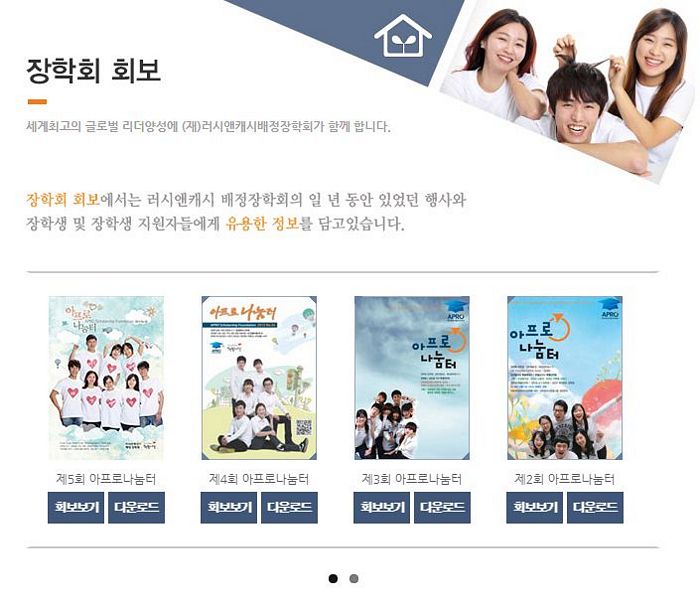 장학회 회보
세계최고의 글로벌 리더양성에 (재)러시앤캐시배정장학회가 함께 합니다.
장학회 회보에서는 러시앤캐시 배정장학회의 일 년 동안 있었던 행사와
장학생 및 장학생 지원자들에게 유용한 정보를 담고있습니다.
아프로
나눔터
아프로 나눔터
APRO Scholarship Foundation
APRO
아프로
나눔터
APRO
아프로
나눔터
제5회 아프로나눔터
제4회 아프로나눔터
제3회 아프로나눔터
제2회 아프로나눔터
회보보기 다운로드 회보보기 다운로드 회보보기 다운로드 회보보기 다운로드